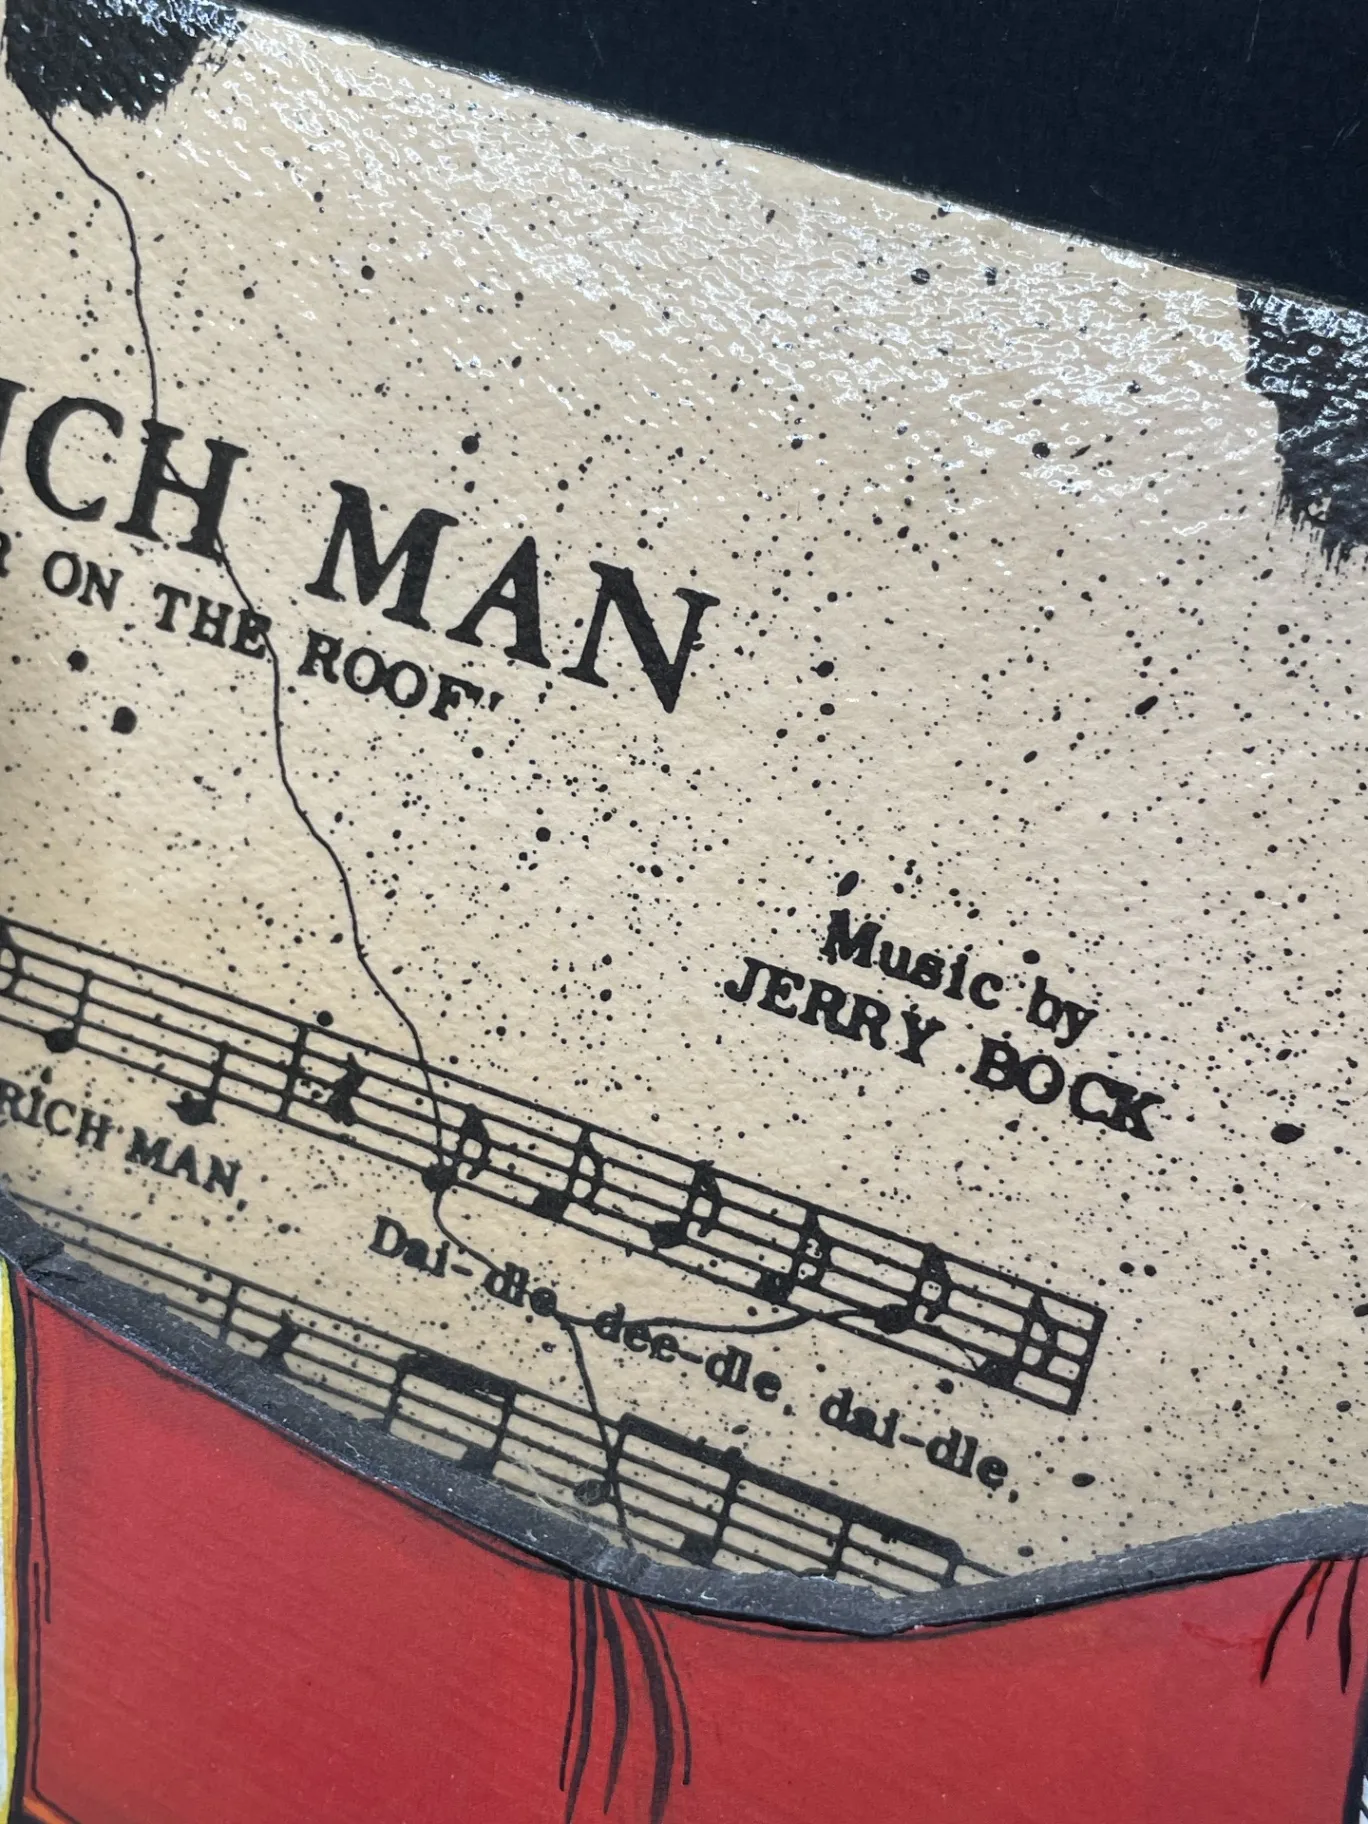 ICH MAN
R ON THE ROOF"
Music by
JERRY BOCK
RICH MAN,
Dai-dle dee-dle, dai-dle,